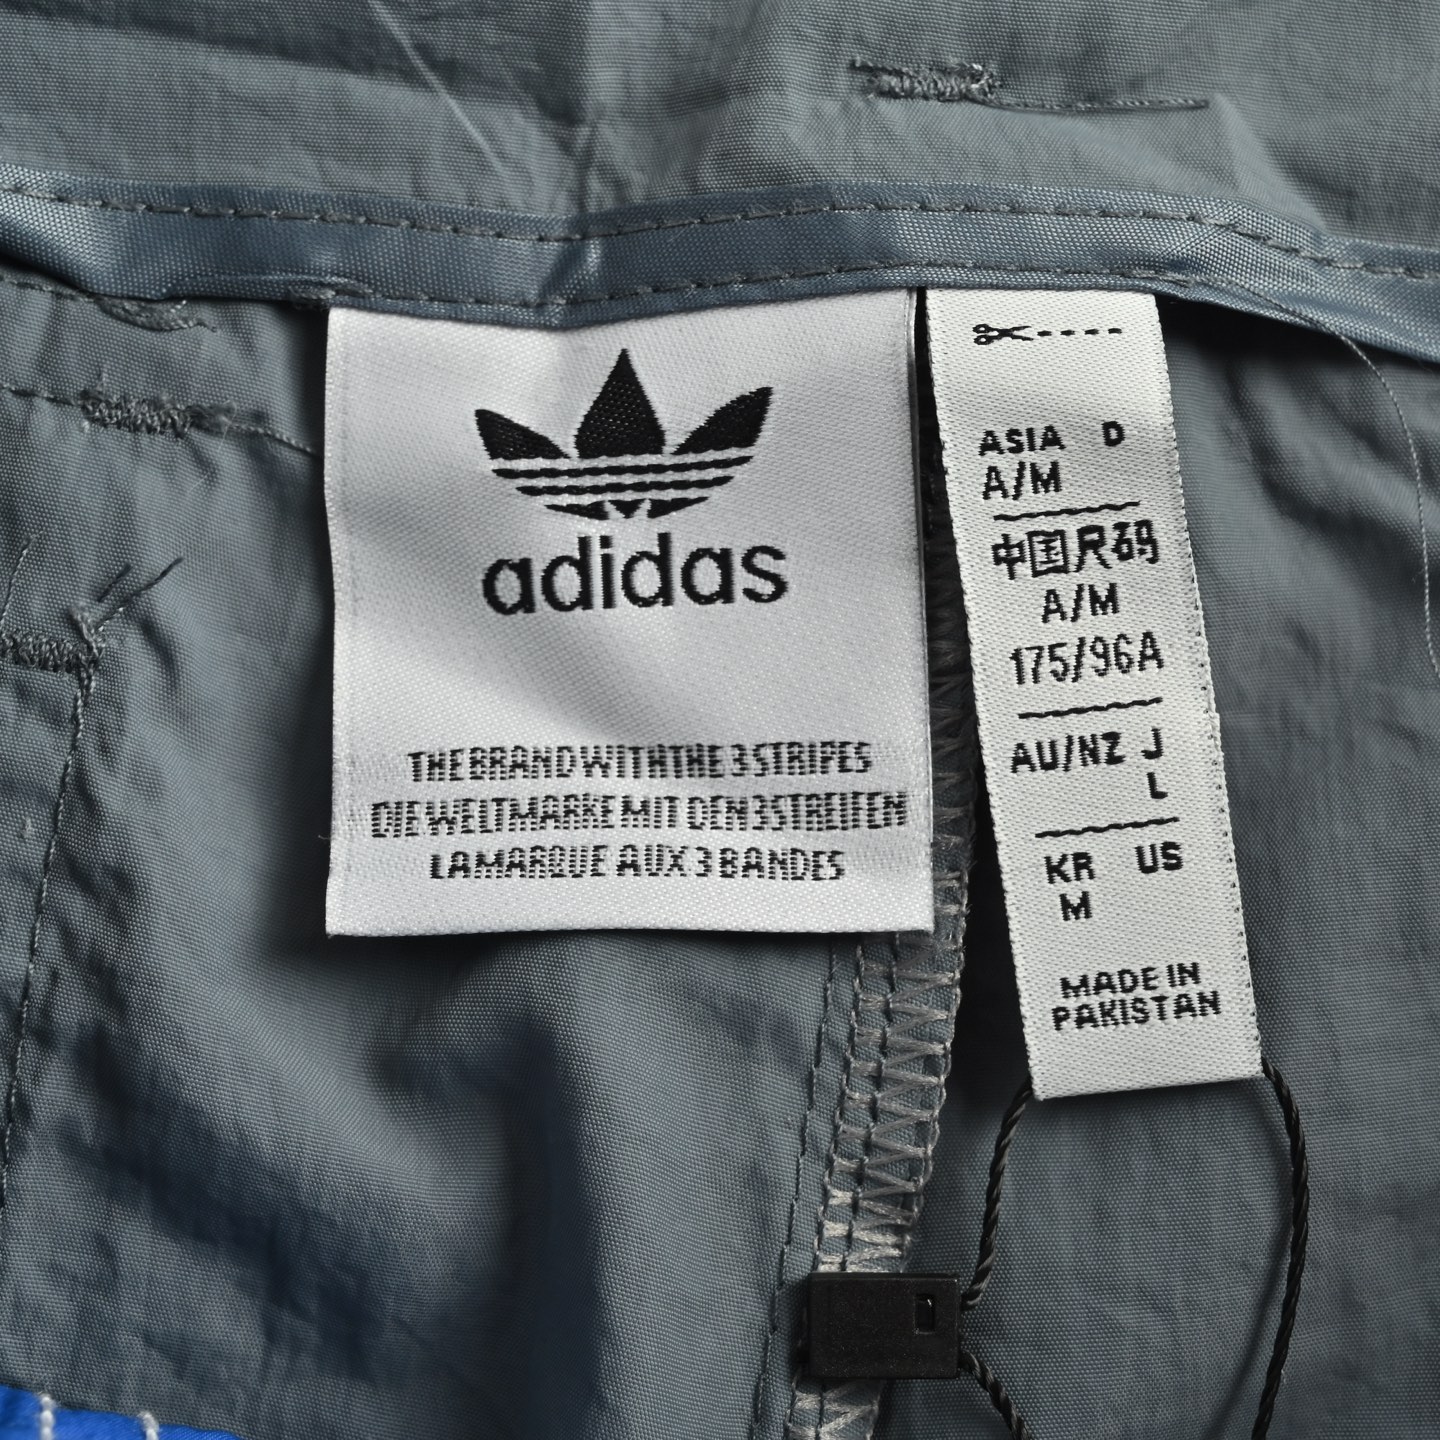 adidas
THE BRAND WITH THE 3 STRIPES
DIE WELTMARKE MIT DEN 3 STREIFEN
LA MARQUE AUX 3 BANDES
ASIA D
A/M
中国尺码
A/M
175/96A
AU/NZ J
L
KR US
M
MADE IN
PAKISTAN